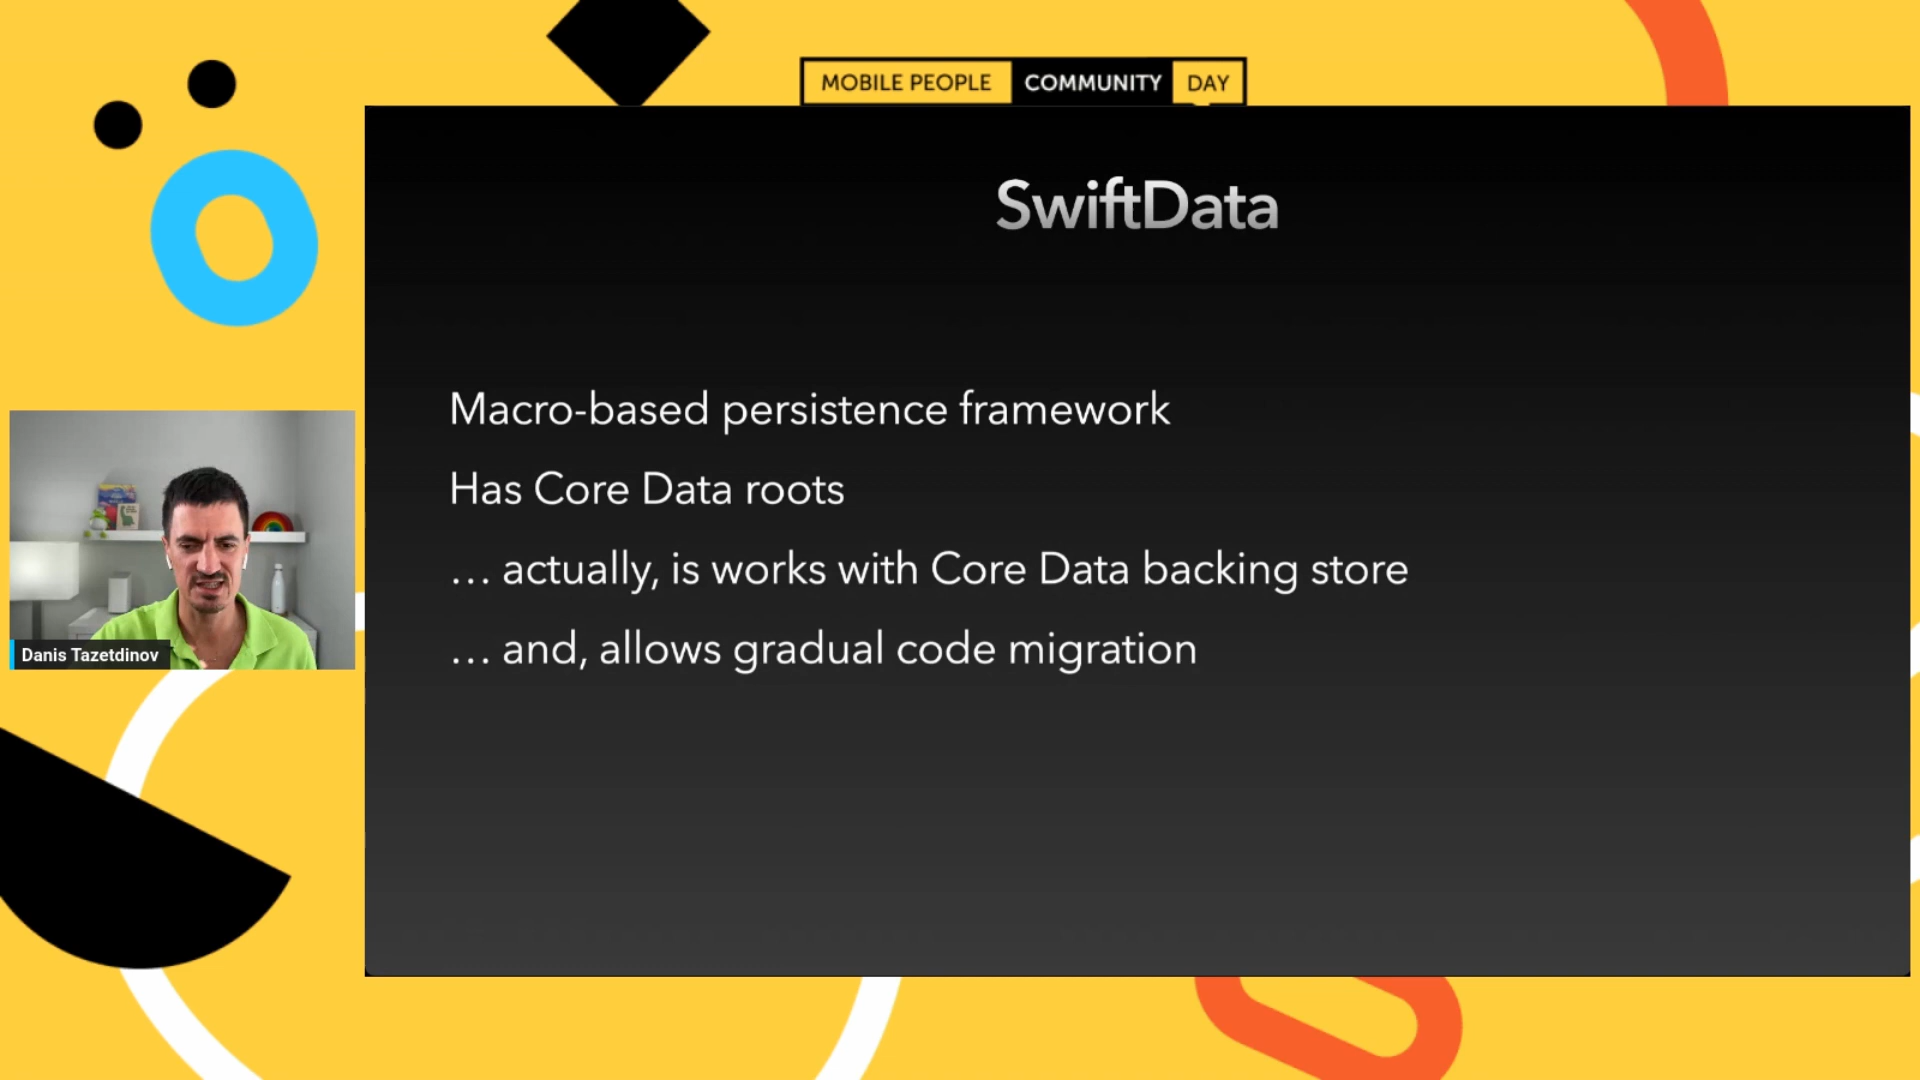 MOBILE PEOPLE COMMUNITY DAY
SwiftData
Macro-based persistence framework
Has Core Data roots
… actually, is works with Core Data backing store
… and, allows gradual code migration
Danis Tazetdinov